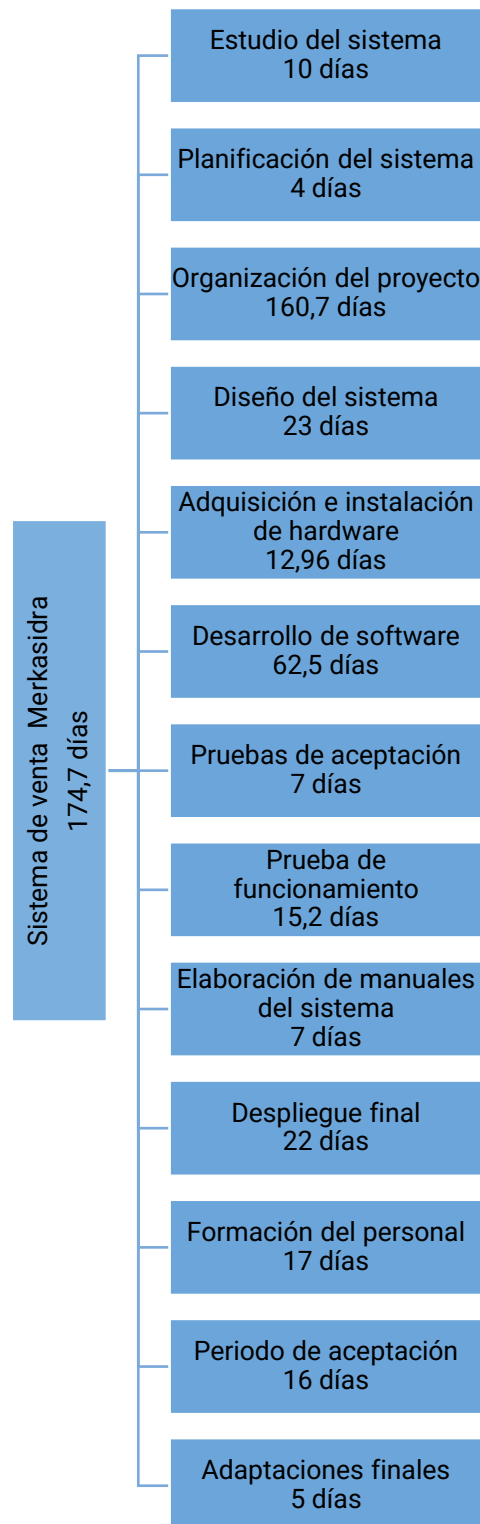 Sistema de venta Merkasidra
174,7 días
Estudio del sistema
10 días
Planificación del sistema
4 días
Organización del proyecto
160,7 días
Diseño del sistema
23 días
Adquisición e instalación
de hardware
12,96 días
Desarrollo de software
62,5 días
Pruebas de aceptación
7 días
Prueba de
funcionamiento
15,2 días
Elaboración de manuales
del sistema
7 días
Despliegue final
22 días
Formación del personal
17 días
Periodo de aceptación
16 días
Adaptaciones finales
5 días